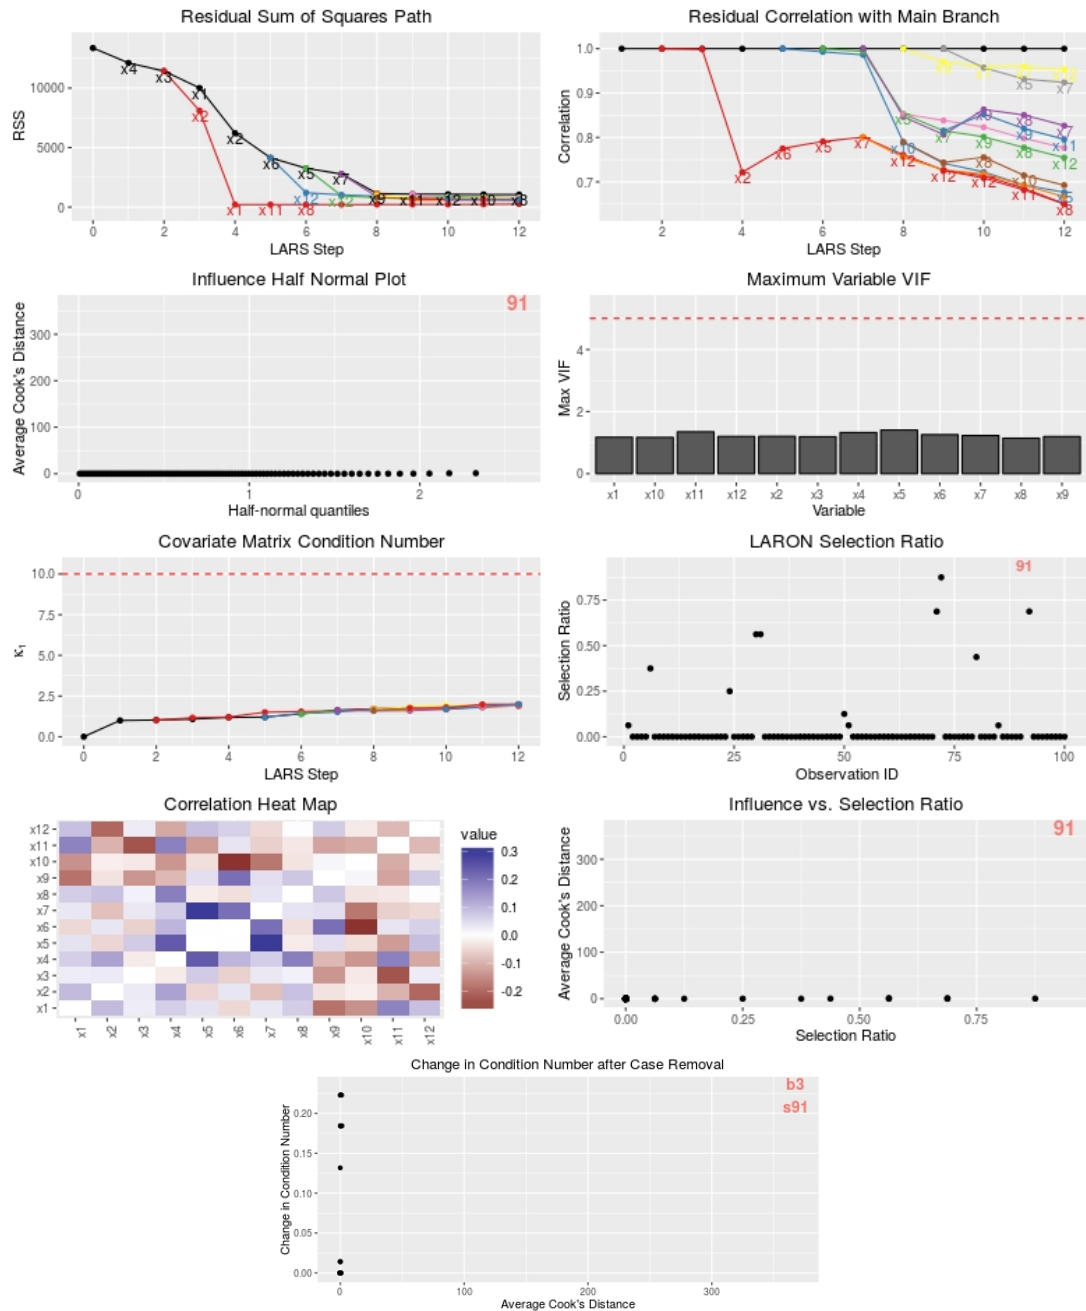 Residual Sum of Squares Path
RSS
10000
5000
0
x4
x3
x1
x2
x2
x6
x5
x7
x1
x11
x8
x12
x12
x9
x11
x12
x10
x8
0 2 4 6 8 10 12
LARS Step
Residual Correlation with Main Branch
Correlation
1.0
0.9
0.8
0.7
x2
x6
x5
x7
x12
x12
x12
x11
x8
x10
x8
x10
x9
x8
x12
x5
x7
x8
x7
x11
2 4 6 8 10 12
LARS Step
Influence Half Normal Plot
91
Average Cook's Distance
300
200
100
0
0 1 2
Half-normal quantiles
Maximum Variable VIF
Max VIF
4
2
0
x1 x10 x11 x12 x2 x3 x4 x5 x6 x7 x8 x9
Variable
Covariate Matrix Condition Number
κ1
10.0
7.5
5.0
2.5
0.0
0 2 4 6 8 10 12
LARS Step
LARON Selection Ratio
91
Selection Ratio
0.75
0.50
0.25
0.00
0 25 50 75 100
Observation ID
Correlation Heat Map
x12
x11
x10
x9
x8
x7
x6
x5
x4
x3
x2
x1
x1 x2 x3 x4 x5 x6 x7 x8 x9 x10 x11 x12
value
0.3
0.2
0.1
0.0
-0.1
-0.2
Influence vs. Selection Ratio
91
Average Cook's Distance
300
200
100
0
0.00 0.25 0.50 0.75
Selection Ratio
Change in Condition Number after Case Removal
b3
s91
Change in Condition Number
0.20
0.15
0.10
0.05
0.00
0 100 200 300
Average Cook's Distance